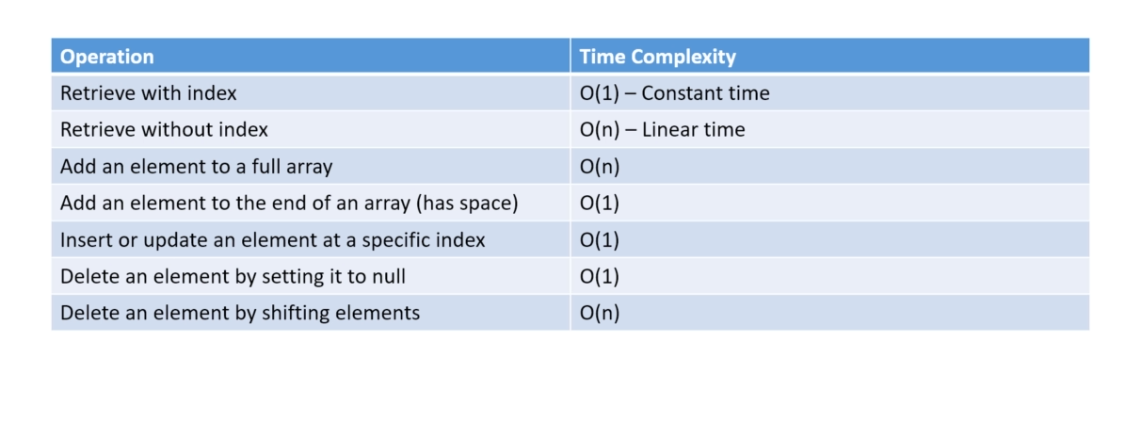 Operation Time Complexity
Retrieve with index O(1) – Constant time
Retrieve without index O(n) – Linear time
Add an element to a full array O(n)
Add an element to the end of an array (has space) O(1)
Insert or update an element at a specific index O(1)
Delete an element by setting it to null O(1)
Delete an element by shifting elements O(n)